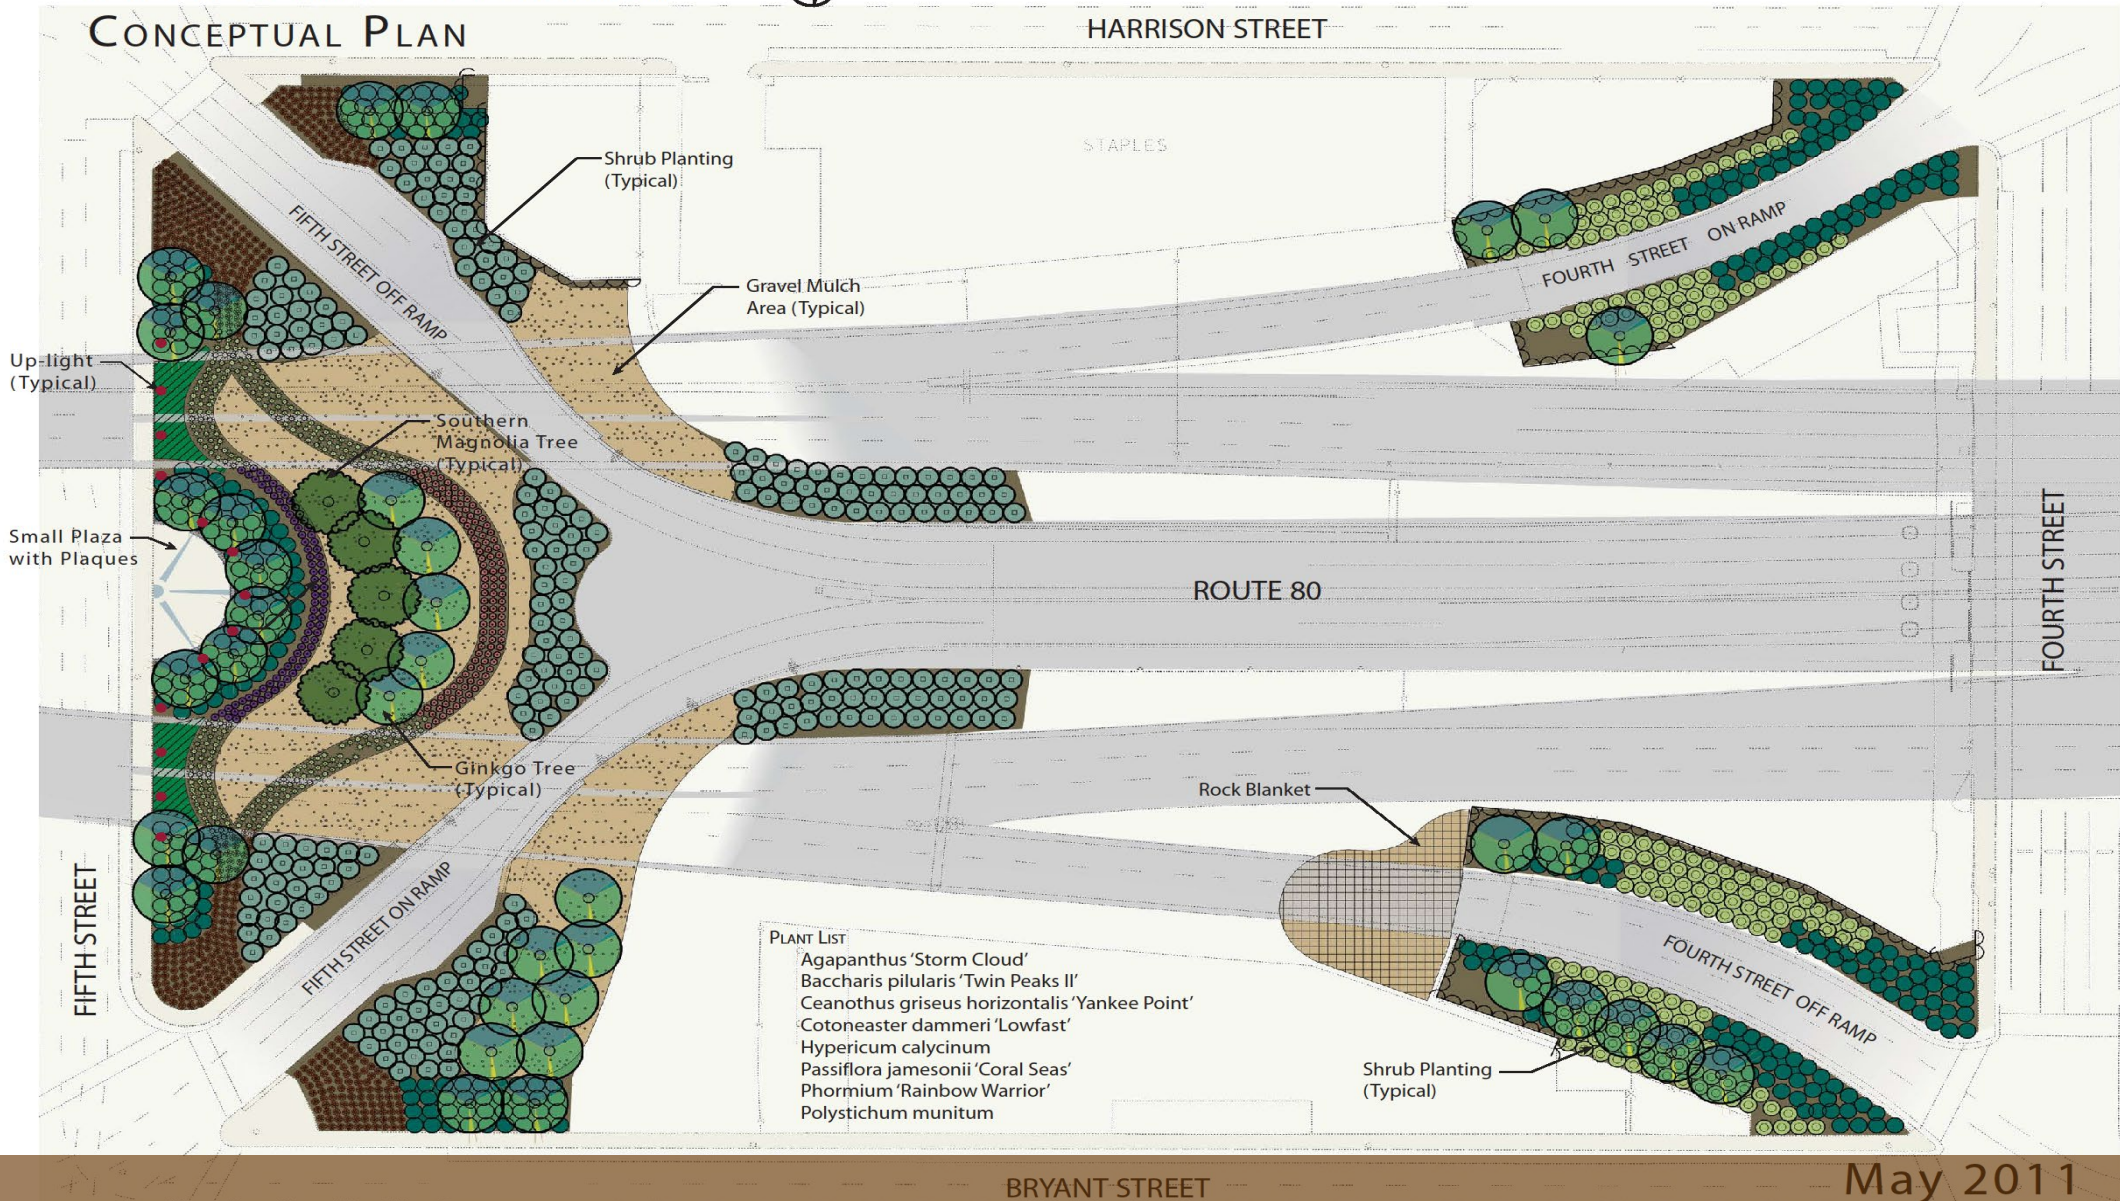 CONCEPTUAL PLAN
HARRISON STREET
STAPLES
Shrub Planting
(Typical)
FIFTH STREET OFF RAMP
FOURTH STREET ON RAMP
Gravel Mulch
Area (Typical)
Up-light
(Typical)
Southern
Magnolia Tree
(Typical)
Small Plaza
with Plaques
ROUTE 80
FOURTH STREET
Ginkgo Tree
(Typical)
Rock Blanket
FIFTH STREET
FIFTH STREET ON RAMP
PLANT LIST
Agapanthus 'Storm Cloud'
Baccharis pilularis 'Twin Peaks II'
Ceanothus griseus horizontalis 'Yankee Point'
Cotoneaster dammeri 'Lowfast'
Hypericum calycinum
Passiflora jamesonii 'Coral Seas'
Phormium 'Rainbow Warrior'
Polystichum munitum
FOURTH STREET OFF RAMP
Shrub Planting
(Typical)
BRYANT STREET
May 2011